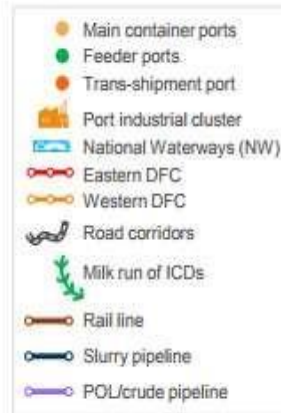 Main container ports
Feeder ports
Trans-shipment port
Port industrial cluster
National Waterways (NW)
Eastern DFC
Western DFC
Road corridors
Milk run of ICDs
Rail line
Slurry pipeline
POL/crude pipeline